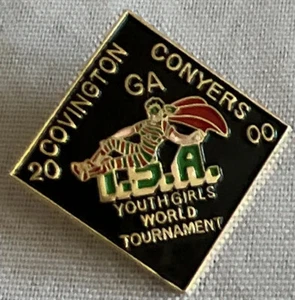 COVINGTON
CONYERS
GA
20
00
I.S.A.
YOUTH GIRLS
WORLD
TOURNAMENT